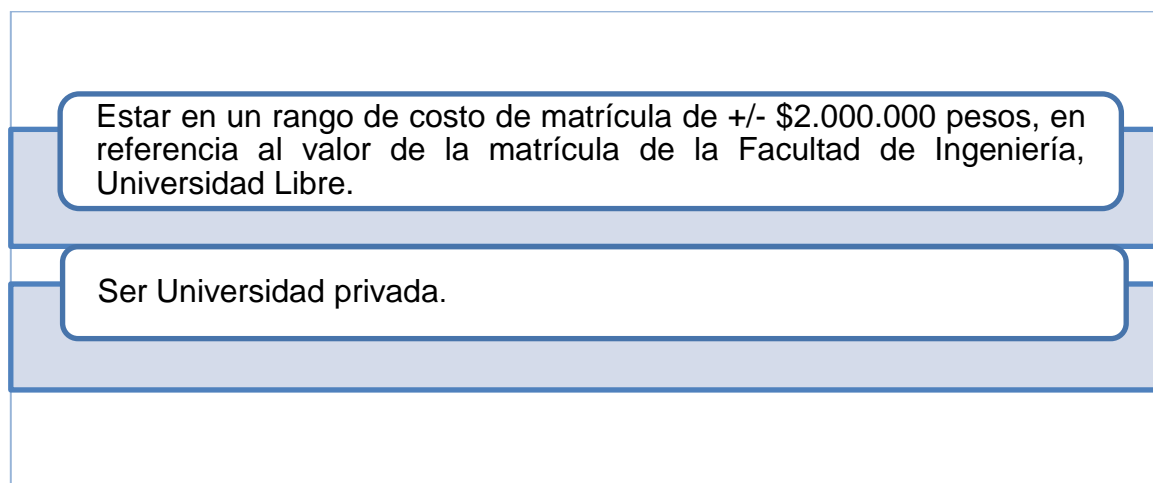 Estar en un rango de costo de matrícula de +/- $2.000.000 pesos, en
referencia al valor de la matrícula de la Facultad de Ingeniería,
Universidad Libre.
Ser Universidad privada.